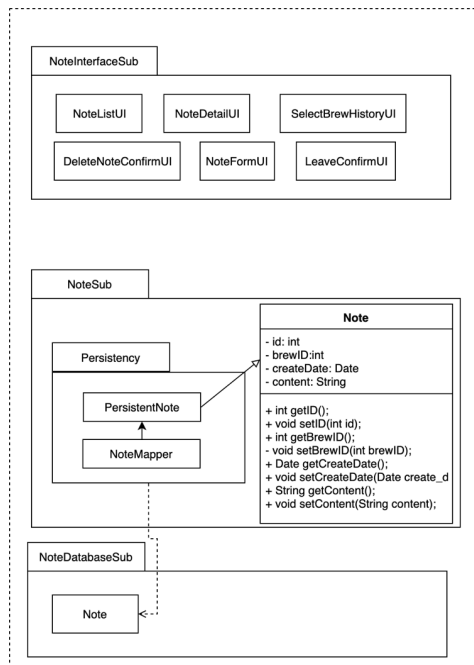 NoteInterfaceSub
NoteListUI
NoteDetailUI
SelectBrewHistoryUI
DeleteNoteConfirmUI
NoteFormUI
LeaveConfirmUI
NoteSub
Note
- id: int
- brewID:int
- createDate: Date
- content: String
+ int getID();
+ void setID(int id);
+ int getBrewID();
- void setBrewID(int brewID);
+ Date getCreateDate();
+ void setCreateDate(Date create_d
+ String getContent();
+ void setContent(String content);
Persistency
PersistentNote
NoteMapper
NoteDatabaseSub
Note